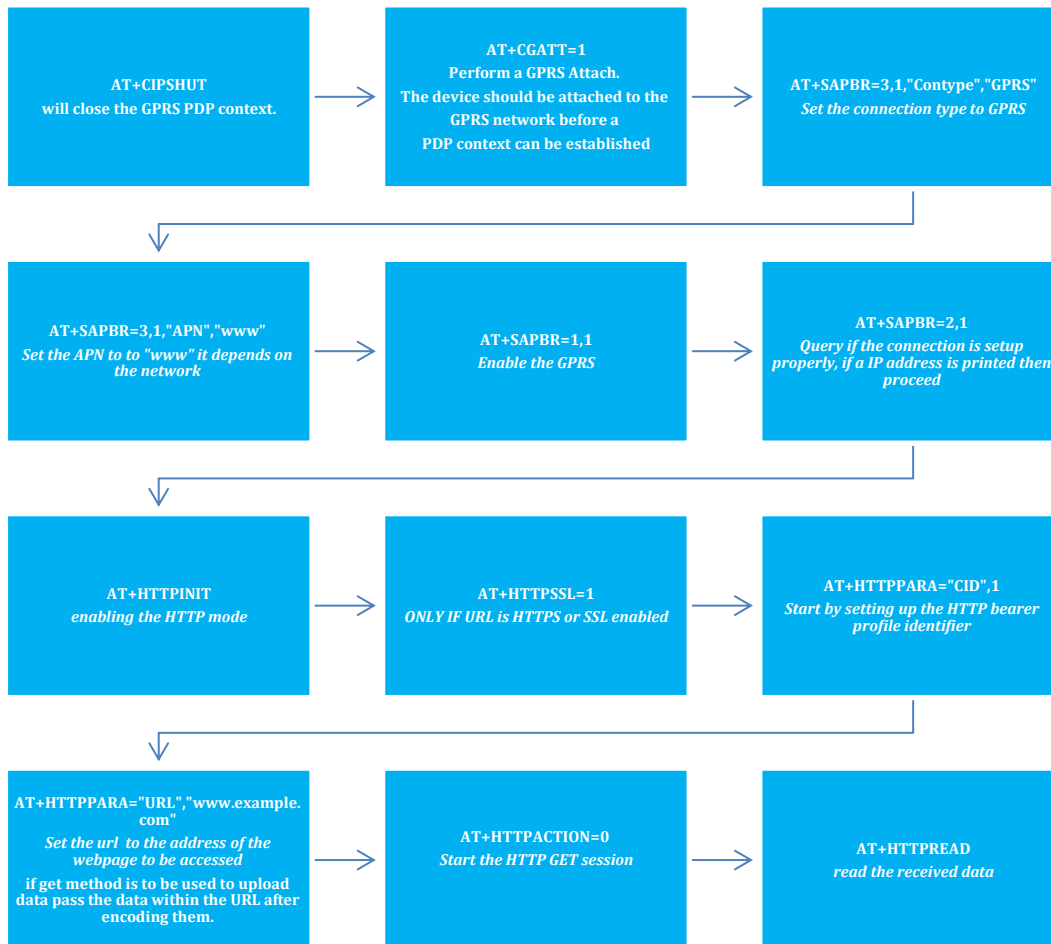 AT+CIPSHUT
will close the GPRS PDP context.
AT+CGATT=1
Perform a GPRS Attach.
The device should be attached to the
GPRS network before a
PDP context can be established
AT+SAPBR=3,1,"Contype","GPRS"
Set the connection type to GPRS
AT+SAPBR=3,1,"APN","www"
Set the APN to to "www" it depends on
the network
AT+SAPBR=1,1
Enable the GPRS
AT+SAPBR=2,1
Query if the connection is setup
properly, if a IP address is printed then
proceed
AT+HTTPINIT
enabling the HTTP mode
AT+HTTPSSL=1
ONLY IF URL is HTTPS or SSL enabled
AT+HTTPPARA="CID",1
Start by setting up the HTTP bearer
profile identifier
AT+HTTPPARA="URL","www.example.
com"
Set the url to the address of the
webpage to be accessed
if get method is to be used to upload
data pass the data within the URL after
encoding them.
AT+HTTPACTION=0
Start the HTTP GET session
AT+HTTPREAD
read the received data